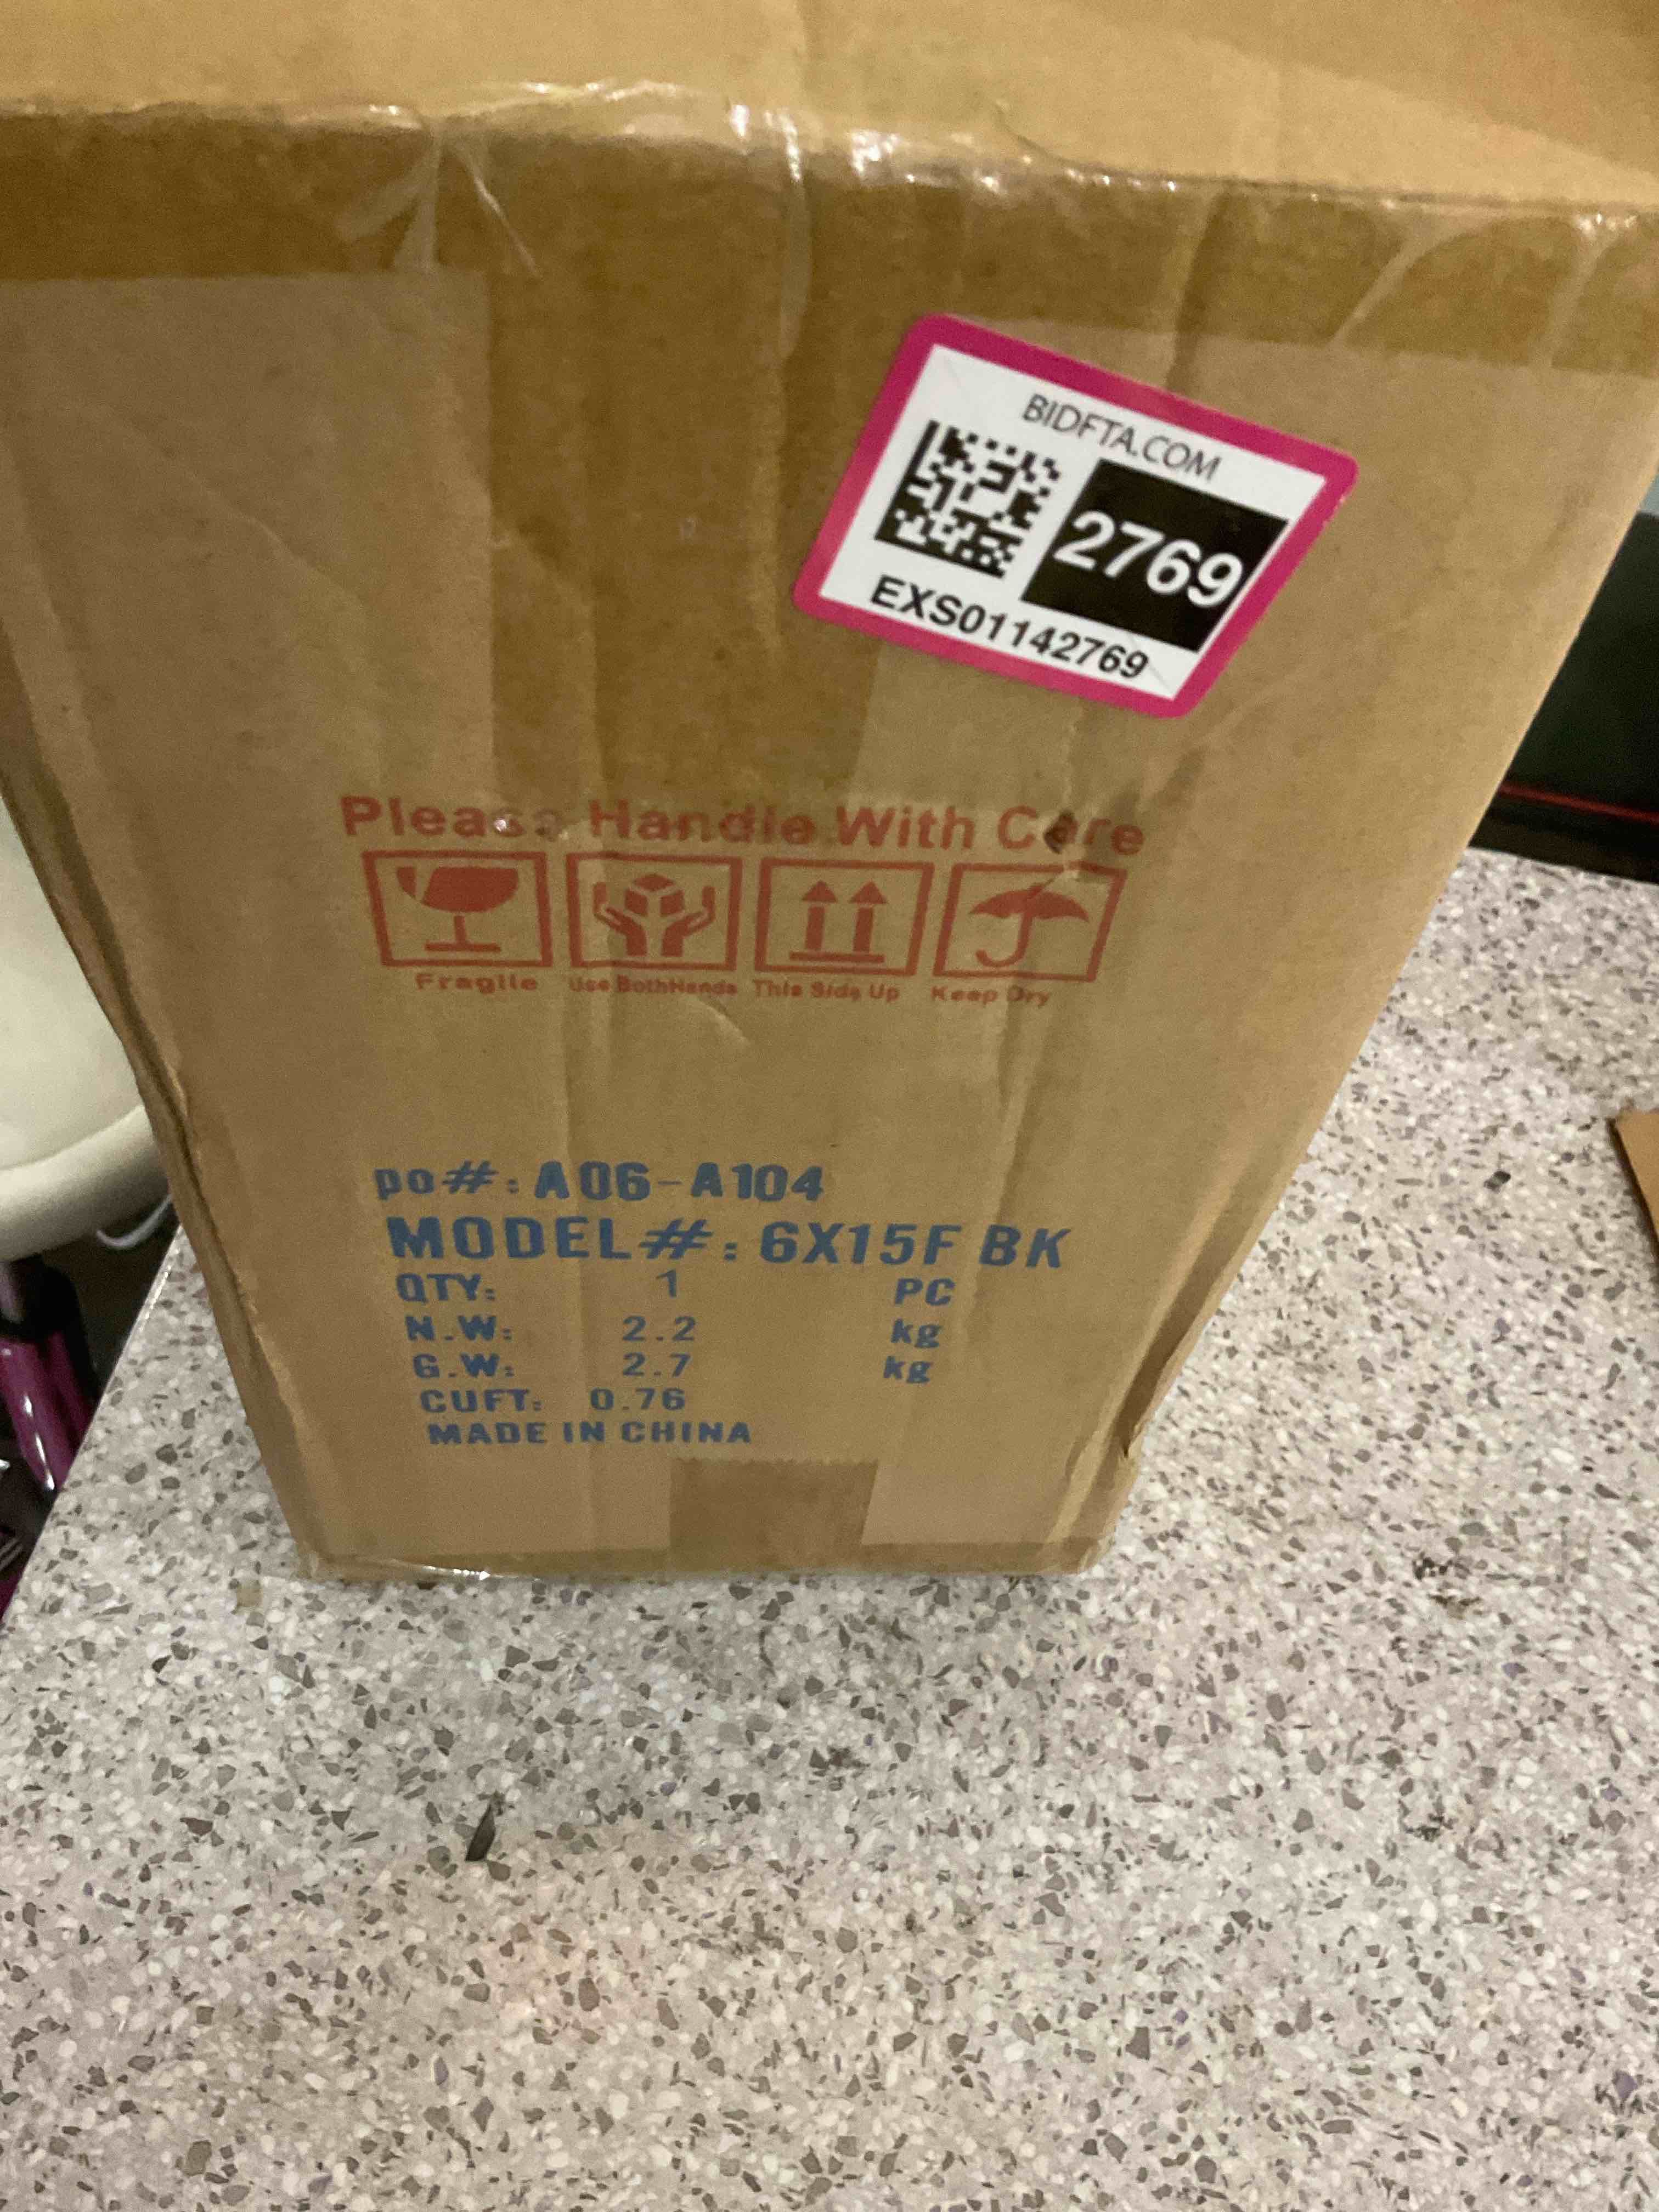 BIDFTA.COM
2769
EXS01142769
Please Handle With Care
Fragile Use BothHands This Side Up Keep Dry
po#: A06-A104
MODEL#: 6X15F BK
QTY: 1 PC
N.W: 2.2 kg
G.W: 2.7 kg
CUFT: 0.76
MADE IN CHINA